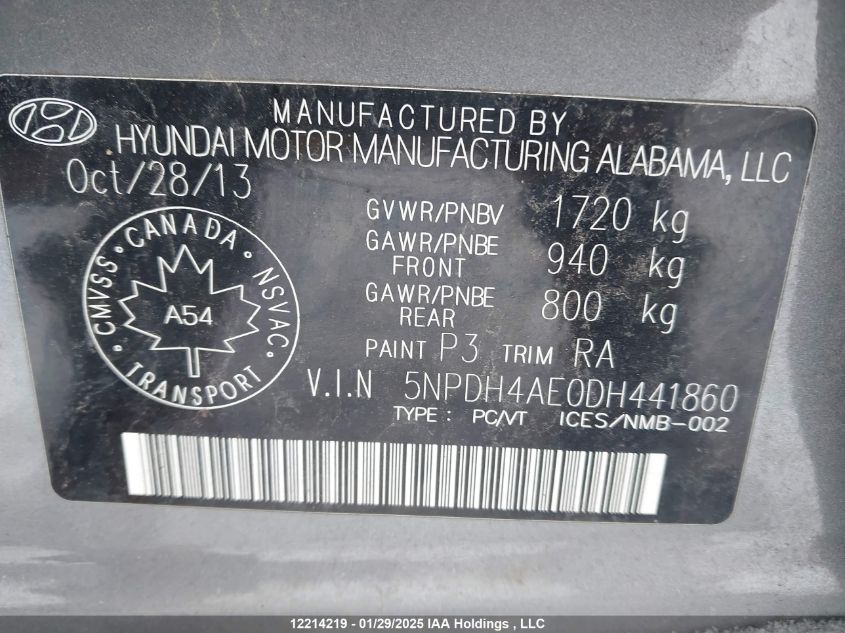 MANUFACTURED BY
HYUNDAI MOTOR MANUFACTURING ALABAMA, LLC
Oct/28/13
GVWR/PNBV 1720 kg
GAWR/PNBE FRONT 940 kg
GAWR/PNBE REAR 800 kg
PAINT P3 TRIM RA
V.I.N 5NPDH4AE0DH441860
TYPE: PC/VT ICES/NMB-002
CANADA
CMVSS • NSVAC
A54
TRANSPORT
12214219 - 01/29/2025 IAA Holdings , LLC